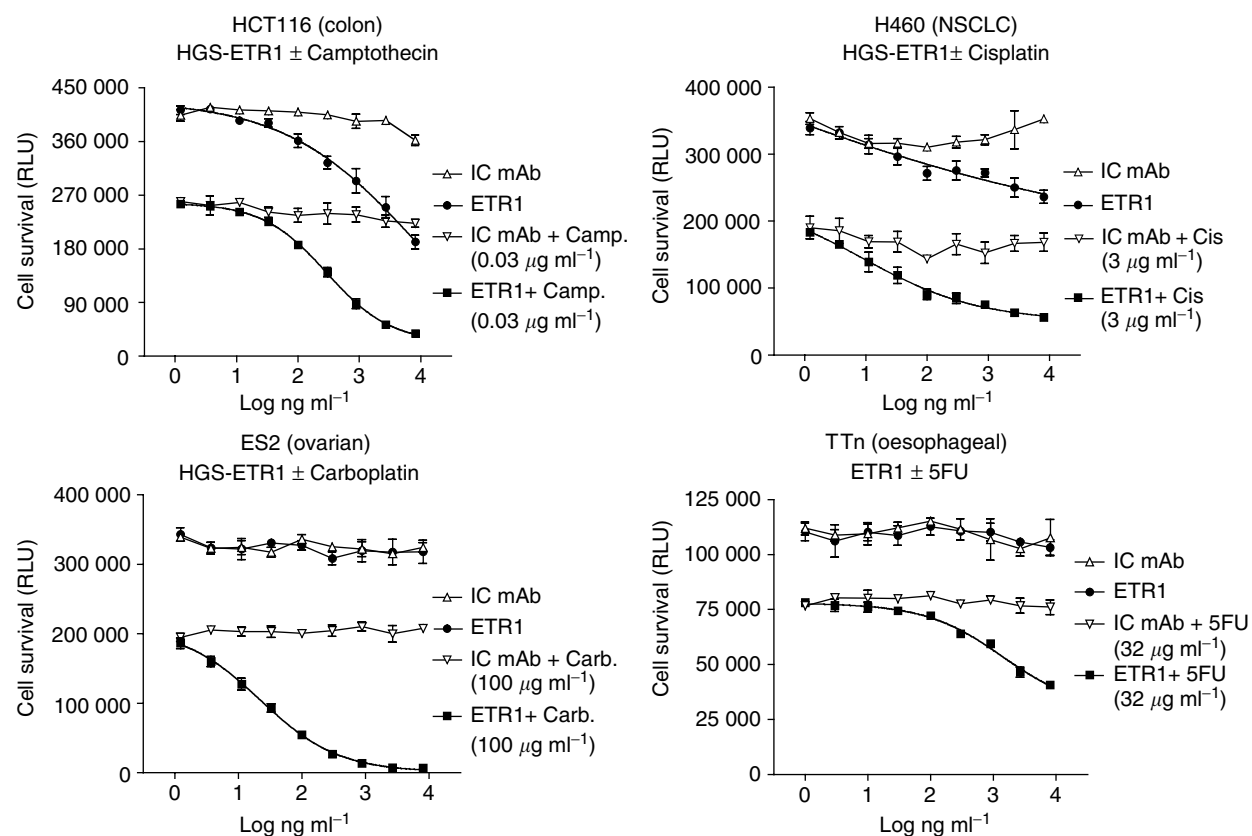 HCT116 (colon)
HGS-ETR1 ± Camptothecin
Cell survival (RLU)
450 000
360 000
270 000
180 000
90 000
0
0 1 2 3 4
Log ng ml⁻¹
IC mAb
ETR1
IC mAb + Camp.
(0.03 μg ml⁻¹)
ETR1+ Camp.
(0.03 μg ml⁻¹)
H460 (NSCLC)
HGS-ETR1± Cisplatin
Cell survival (RLU)
400 000
300 000
200 000
100 000
0
0 1 2 3 4
Log ng ml⁻¹
IC mAb
ETR1
IC mAb + Cis
(3 μg ml⁻¹)
ETR1+ Cis
(3 μg ml⁻¹)
ES2 (ovarian)
HGS-ETR1 ± Carboplatin
Cell survival (RLU)
400 000
300 000
200 000
100 000
0
0 1 2 3 4
Log ng ml⁻¹
IC mAb
ETR1
IC mAb + Carb.
(100 μg ml⁻¹)
ETR1+ Carb.
(100 μg ml⁻¹)
TTn (oesophageal)
ETR1 ± 5FU
Cell survival (RLU)
125 000
100 000
75 000
50 000
25 000
0
0 1 2 3 4
Log ng ml⁻¹
IC mAb
ETR1
IC mAb + 5FU
(32 μg ml⁻¹)
ETR1+ 5FU
(32 μg ml⁻¹)